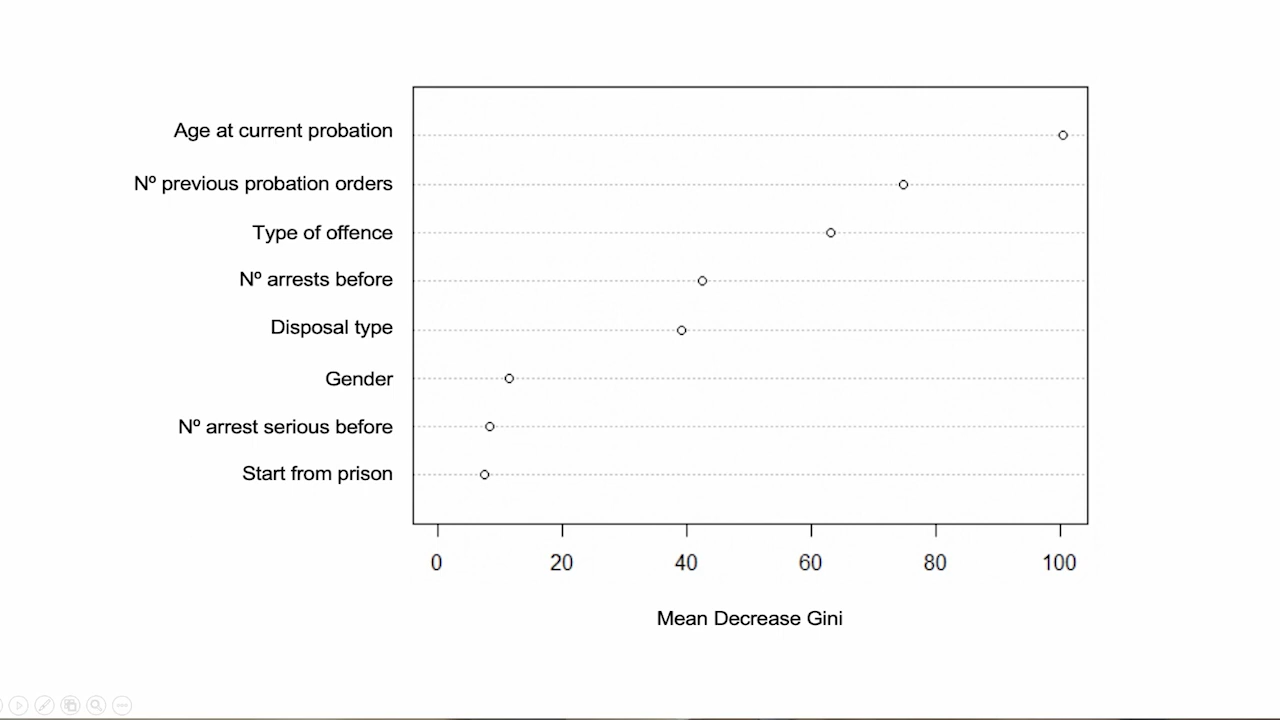 Age at current probation
Nº previous probation orders
Type of offence
Nº arrests before
Disposal type
Gender
Nº arrest serious before
Start from prison
0 20 40 60 80 100
Mean Decrease Gini